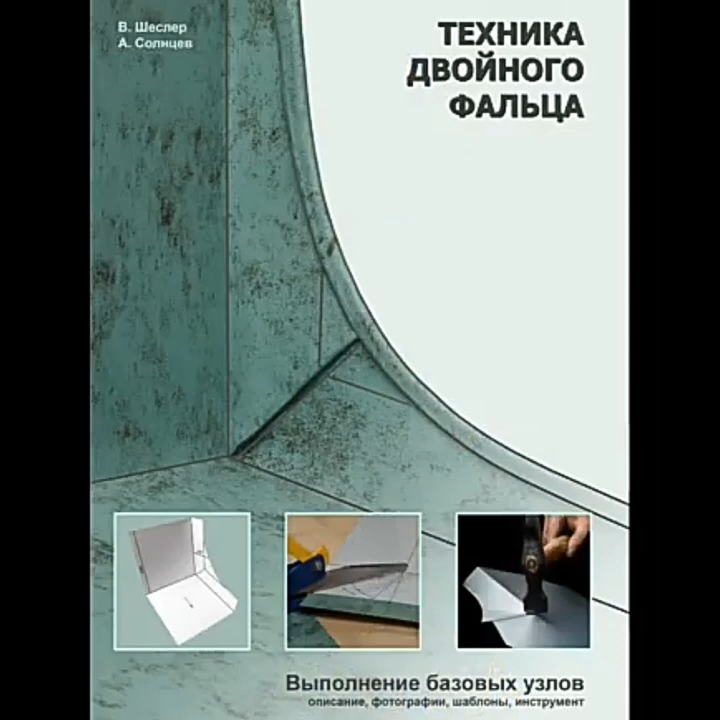 В. Шеслер
А. Солнцев
ТЕХНИКА
ДВОЙНОГО
ФАЛЬЦА
Выполнение базовых узлов
описание, фотографии, шаблоны, инструмент